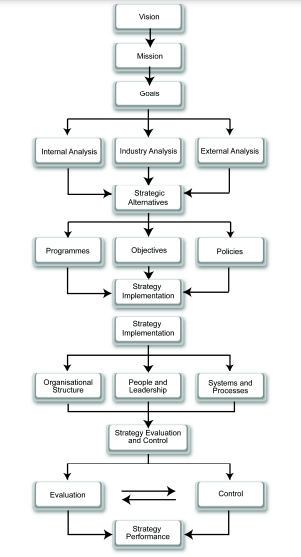 Vision
Mission
Goals
Internal Analysis
Industry Analysis
External Analysis
Strategic
Alternatives
Programmes
Objectives
Policies
Strategy
Implementation
Strategy
Implementation
Organisational
Structure
People and
Leadership
Systems and
Processes
Strategy Evaluation
and Control
Evaluation
Control
Strategy
Performance